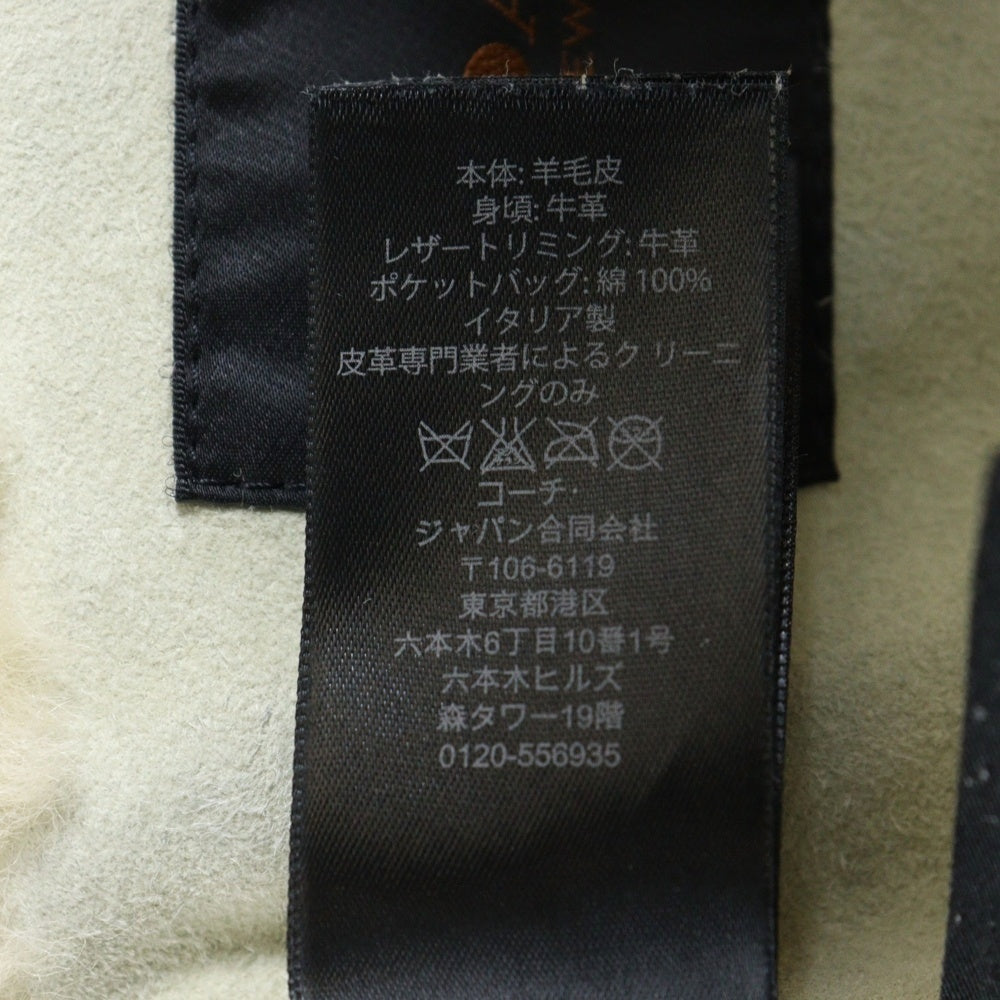 本体: 羊毛皮
身頃: 牛革
レザートリミング: 牛革
ポケットバッグ: 綿 100%
イタリア製
皮革専門業者によるク リーニ
ングのみ
コーチ・
ジャパン合同会社
〒106-6119
東京都港区
六本木6丁目10番1号
六本木ヒルズ
森タワー19階
0120-556935